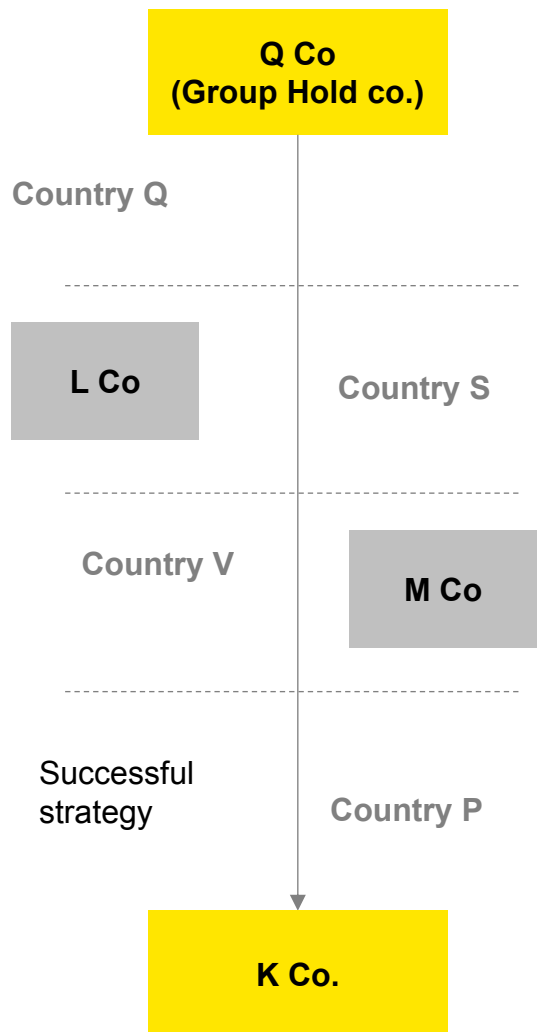 Q Co
(Group Hold co.)
Country Q
L Co
Country S
Country V
M Co
Successful
strategy
Country P
K Co.